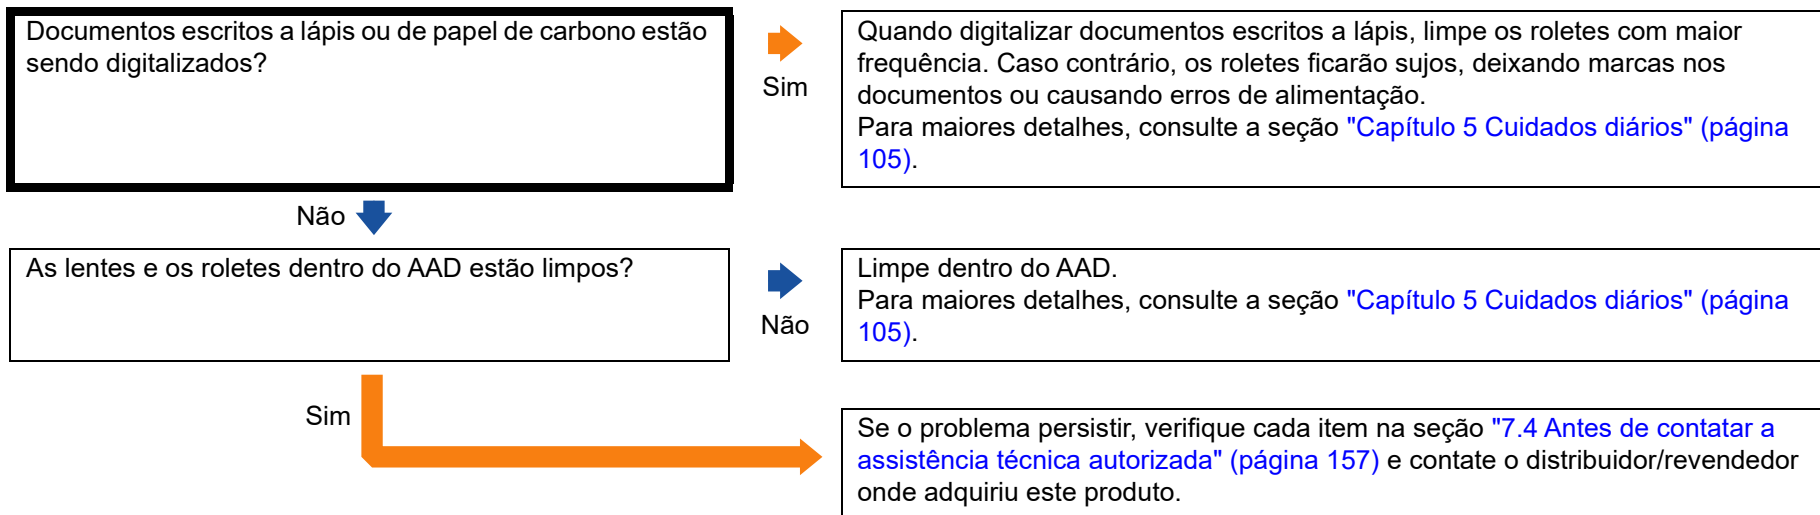 Documentos escritos a lápis ou de papel de carbono estão
sendo digitalizados?
Sim
Quando digitalizar documentos escritos a lápis, limpe os roletes com maior
frequência. Caso contrário, os roletes ficarão sujos, deixando marcas nos
documentos ou causando erros de alimentação.
Para maiores detalhes, consulte a seção "Capítulo 5 Cuidados diários" (página
105).
Não
As lentes e os roletes dentro do AAD estão limpos?
Não
Limpe dentro do AAD.
Para maiores detalhes, consulte a seção "Capítulo 5 Cuidados diários" (página
105).
Sim
Se o problema persistir, verifique cada item na seção "7.4 Antes de contatar a
assistência técnica autorizada" (página 157) e contate o distribuidor/revendedor
onde adquiriu este produto.